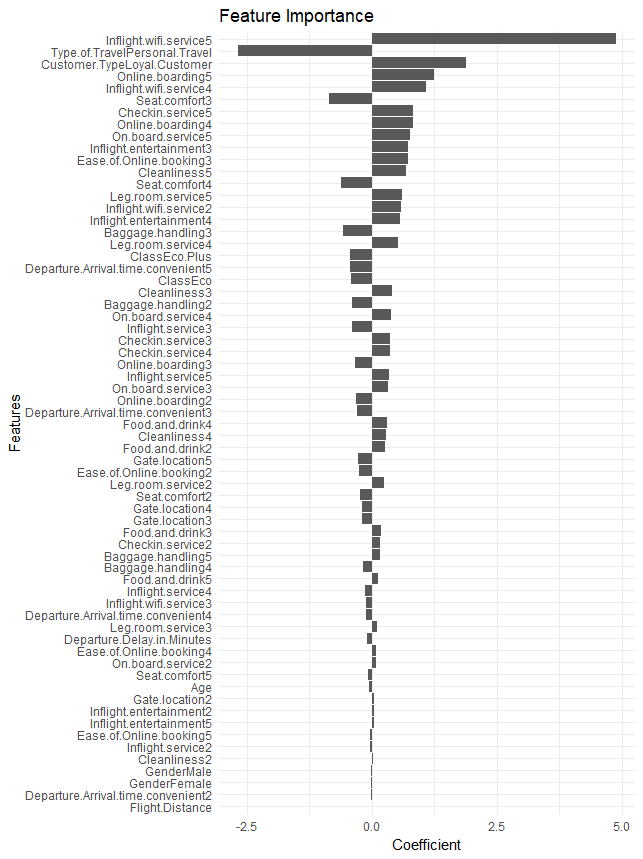 Feature Importance
Inflight.wifi.service5
Type.of.TravelPersonal.Travel
Customer.TypeLoyal.Customer
Online.boarding5
Inflight.wifi.service4
Seat.comfort3
Checkin.service5
Online.boarding4
On.board.service5
Inflight.entertainment3
Ease.of.Online.booking3
Cleanliness5
Seat.comfort4
Leg.room.service5
Inflight.wifi.service2
Inflight.entertainment4
Baggage.handling3
Leg.room.service4
ClassEco.Plus
Departure.Arrival.time.convenient5
ClassEco
Cleanliness3
Baggage.handling2
On.board.service4
Inflight.service3
Checkin.service3
Checkin.service4
Online.boarding3
Inflight.service5
On.board.service3
Online.boarding2
Departure.Arrival.time.convenient3
Food.and.drink4
Cleanliness4
Food.and.drink2
Gate.location5
Ease.of.Online.booking2
Leg.room.service2
Seat.comfort2
Gate.location4
Gate.location3
Food.and.drink3
Checkin.service2
Baggage.handling5
Baggage.handling4
Food.and.drink5
Inflight.service4
Inflight.wifi.service3
Departure.Arrival.time.convenient4
Leg.room.service3
Departure.Delay.in.Minutes
Ease.of.Online.booking4
On.board.service2
Seat.comfort5
Age
Gate.location2
Inflight.entertainment2
Inflight.entertainment5
Ease.of.Online.booking5
Inflight.service2
Cleanliness2
GenderMale
GenderFemale
Departure.Arrival.time.convenient2
Flight.Distance
Features
-2.5 0.0 2.5 5.0
Coefficient